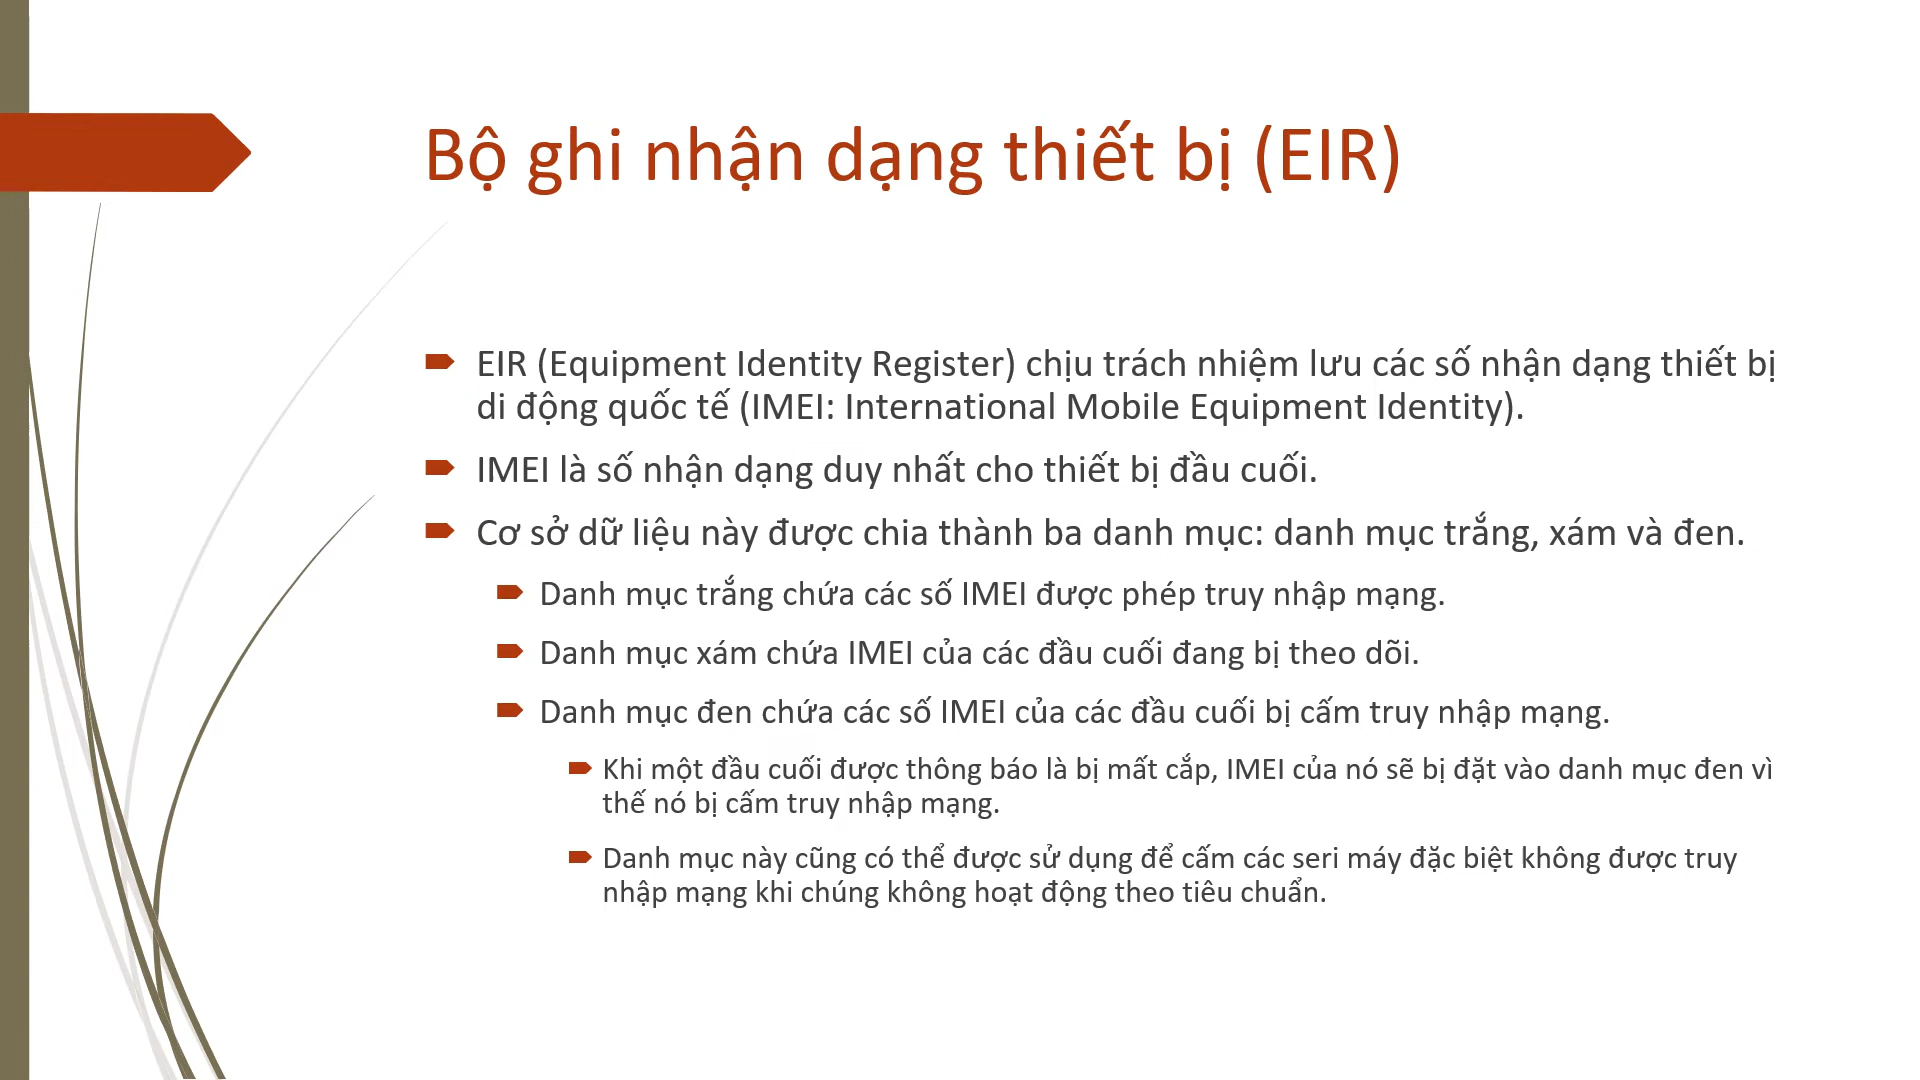 Bộ ghi nhận dạng thiết bị (EIR)
EIR (Equipment Identity Register) chịu trách nhiệm lưu các số nhận dạng thiết bị
di động quốc tế (IMEI: International Mobile Equipment Identity).
IMEI là số nhận dạng duy nhất cho thiết bị đầu cuối.
Cơ sở dữ liệu này được chia thành ba danh mục: danh mục trắng, xám và đen.
Danh mục trắng chứa các số IMEI được phép truy nhập mạng.
Danh mục xám chứa IMEI của các đầu cuối đang bị theo dõi.
Danh mục đen chứa các số IMEI của các đầu cuối bị cấm truy nhập mạng.
Khi một đầu cuối được thông báo là bị mất cắp, IMEI của nó sẽ bị đặt vào danh mục đen vì
thế nó bị cấm truy nhập mạng.
Danh mục này cũng có thể được sử dụng để cấm các seri máy đặc biệt không được truy
nhập mạng khi chúng không hoạt động theo tiêu chuẩn.